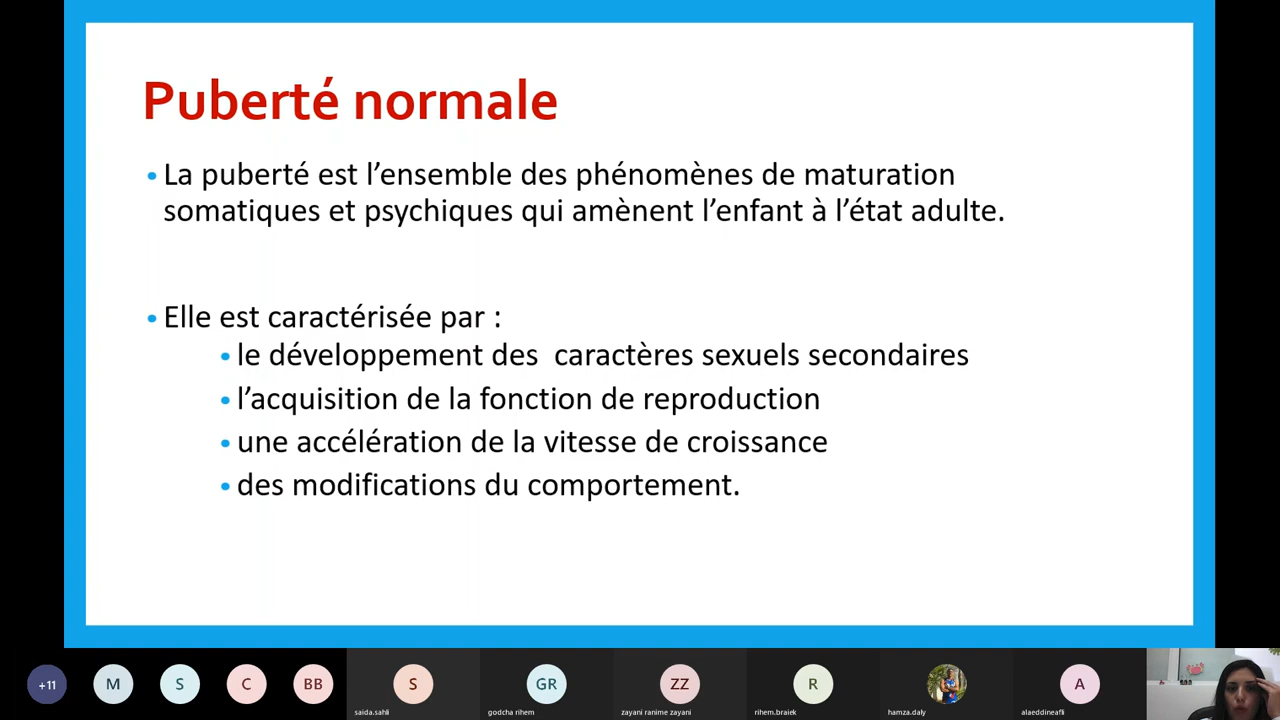 Puberté normale
• La puberté est l’ensemble des phénomènes de maturation
somatiques et psychiques qui amènent l’enfant à l’état adulte.
• Elle est caractérisée par :
• le développement des  caractères sexuels secondaires
• l’acquisition de la fonction de reproduction
• une accélération de la vitesse de croissance
• des modifications du comportement.
+11 M S C BB S GR ZZ R A
saida.sahli godcha rihem zayani ranime zayani rihem.braiek hamza.daly alaeddineafli